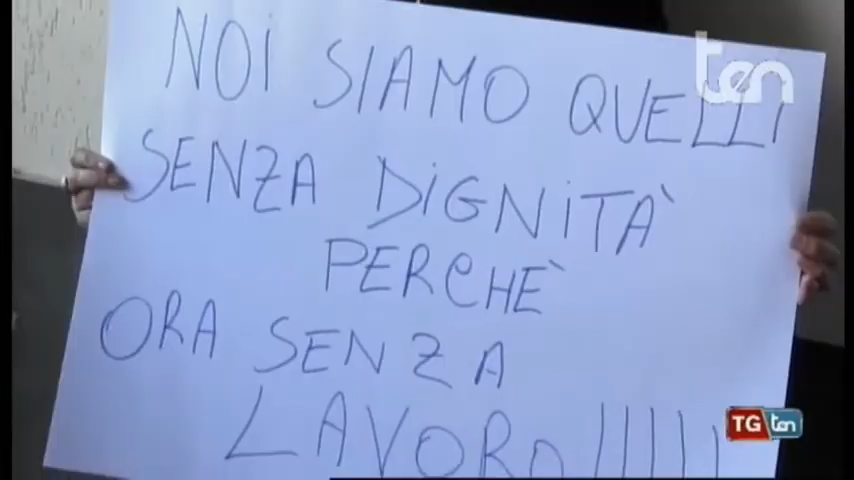 NOI SIAMO QUELLI
SENZA DIGNITÀ
PERCHÈ
ORA SENZA
LAVORO !!!!!
ten
TG ten